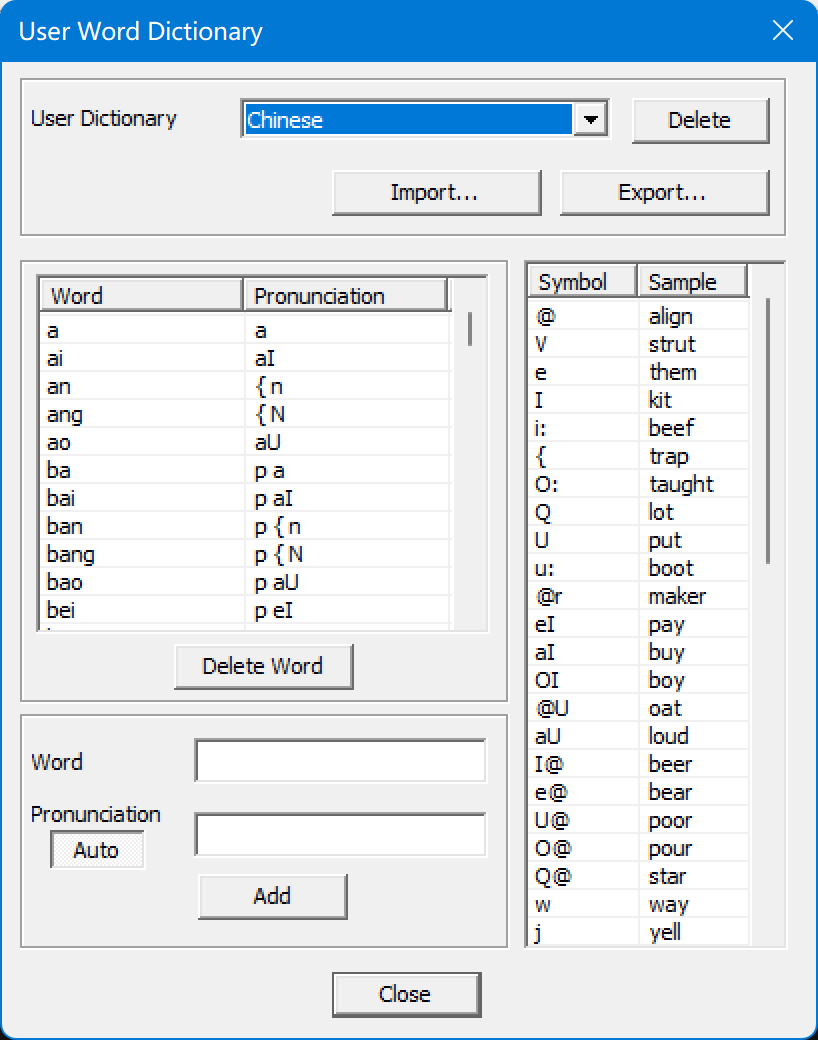 User Word Dictionary
User Dictionary
Chinese
Delete
Import...
Export...
Word Pronunciation
a a
ai aI
an { n
ang { N
ao aU
ba p a
bai p aI
ban p { n
bang p { N
bao p aU
bei p eI
Delete Word
Word
Pronunciation
Auto
Add
Symbol Sample
@ align
V strut
e them
I kit
i: beef
{ trap
O: taught
Q lot
U put
u: boot
@r maker
eI pay
aI buy
OI boy
@U oat
aU loud
I@ beer
e@ bear
U@ poor
O@ pour
Q@ star
w way
j yell
Close